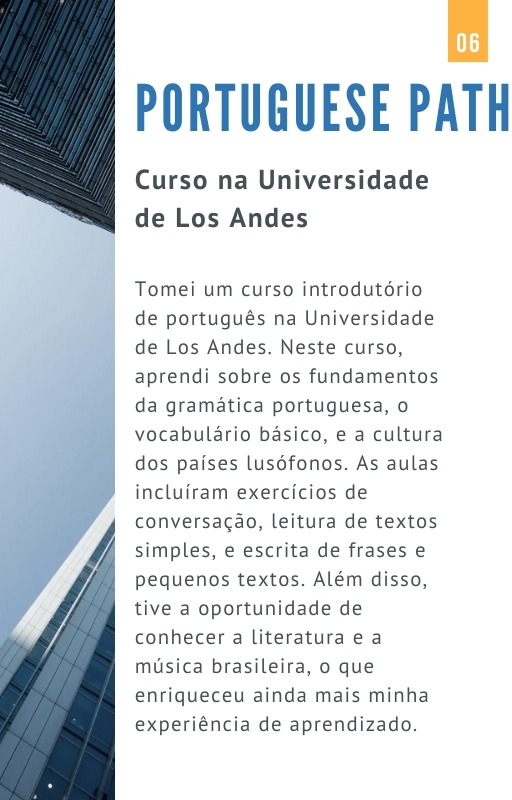 06
PORTUGUESE PATH
Curso na Universidade
de Los Andes
Tomei um curso introdutório
de português na Universidade
de Los Andes. Neste curso,
aprendi sobre os fundamentos
da gramática portuguesa, o
vocabulário básico, e a cultura
dos países lusófonos. As aulas
incluíram exercícios de
conversação, leitura de textos
simples, e escrita de frases e
pequenos textos. Além disso,
tive a oportunidade de
conhecer a literatura e a
música brasileira, o que
enriqueceu ainda mais minha
experiência de aprendizado.